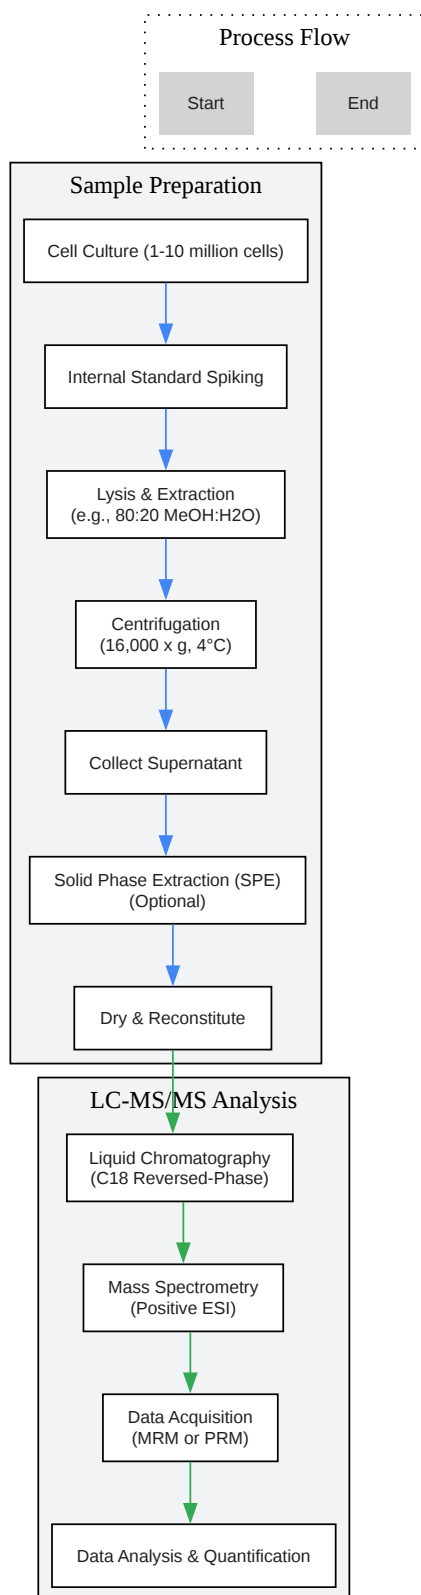 Process Flow
Start
End
Sample Preparation
Cell Culture (1-10 million cells)
Internal Standard Spiking
Lysis & Extraction
(e.g., 80:20 MeOH:H2O)
Centrifugation
(16,000 x g, 4°C)
Collect Supernatant
Solid Phase Extraction (SPE)
(Optional)
Dry & Reconstitute
LC-MS/MS Analysis
Liquid Chromatography
(C18 Reversed-Phase)
Mass Spectrometry
(Positive ESI)
Data Acquisition
(MRM or PRM)
Data Analysis & Quantification